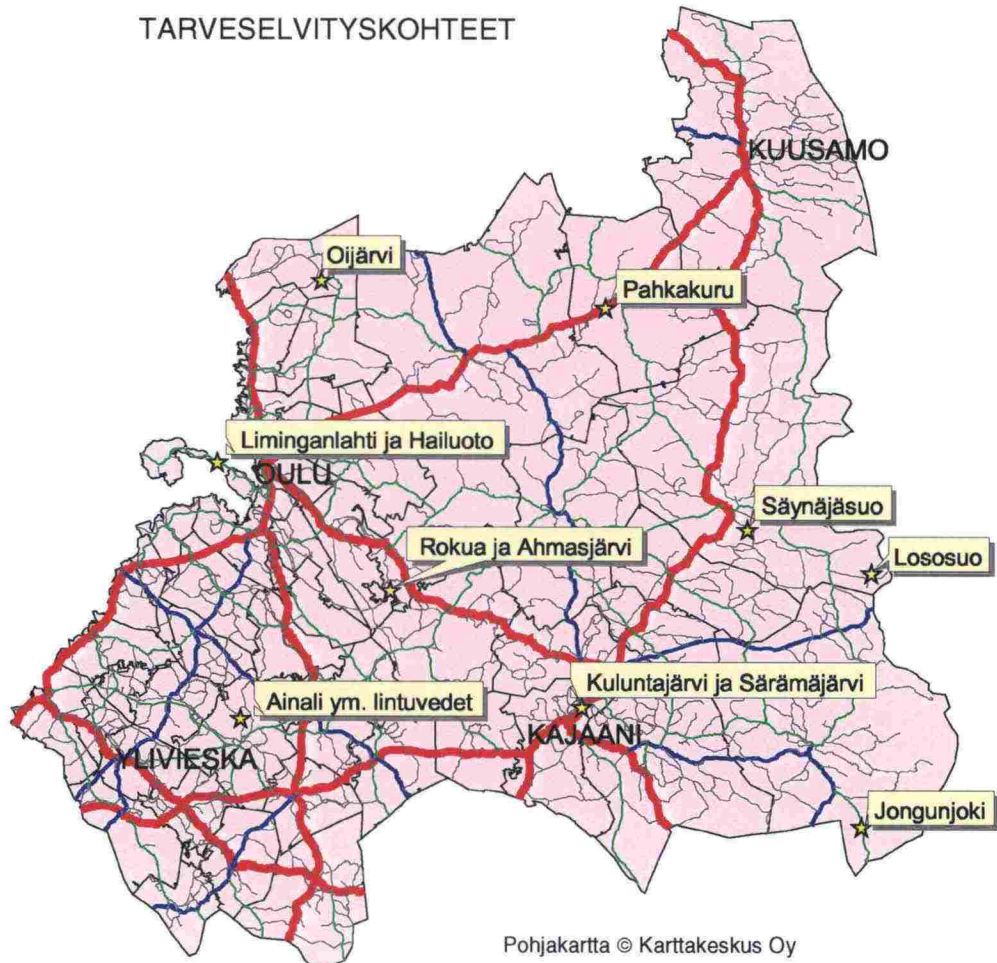 TARVESELVITYSKOHTEET
KUUSAMO
Oijärvi
Pahkakuru
Liminganlahti ja Hailuoto
OULU
Säynäjäsuo
Rokua ja Ahmasjärvi
Lososuo
Kuluntajärvi ja Särämäjärvi
Ainali ym. lintuvedet
KAJAANI
YLIVIESKA
Jongunjoki
Pohjakartta © Karttakeskus Oy